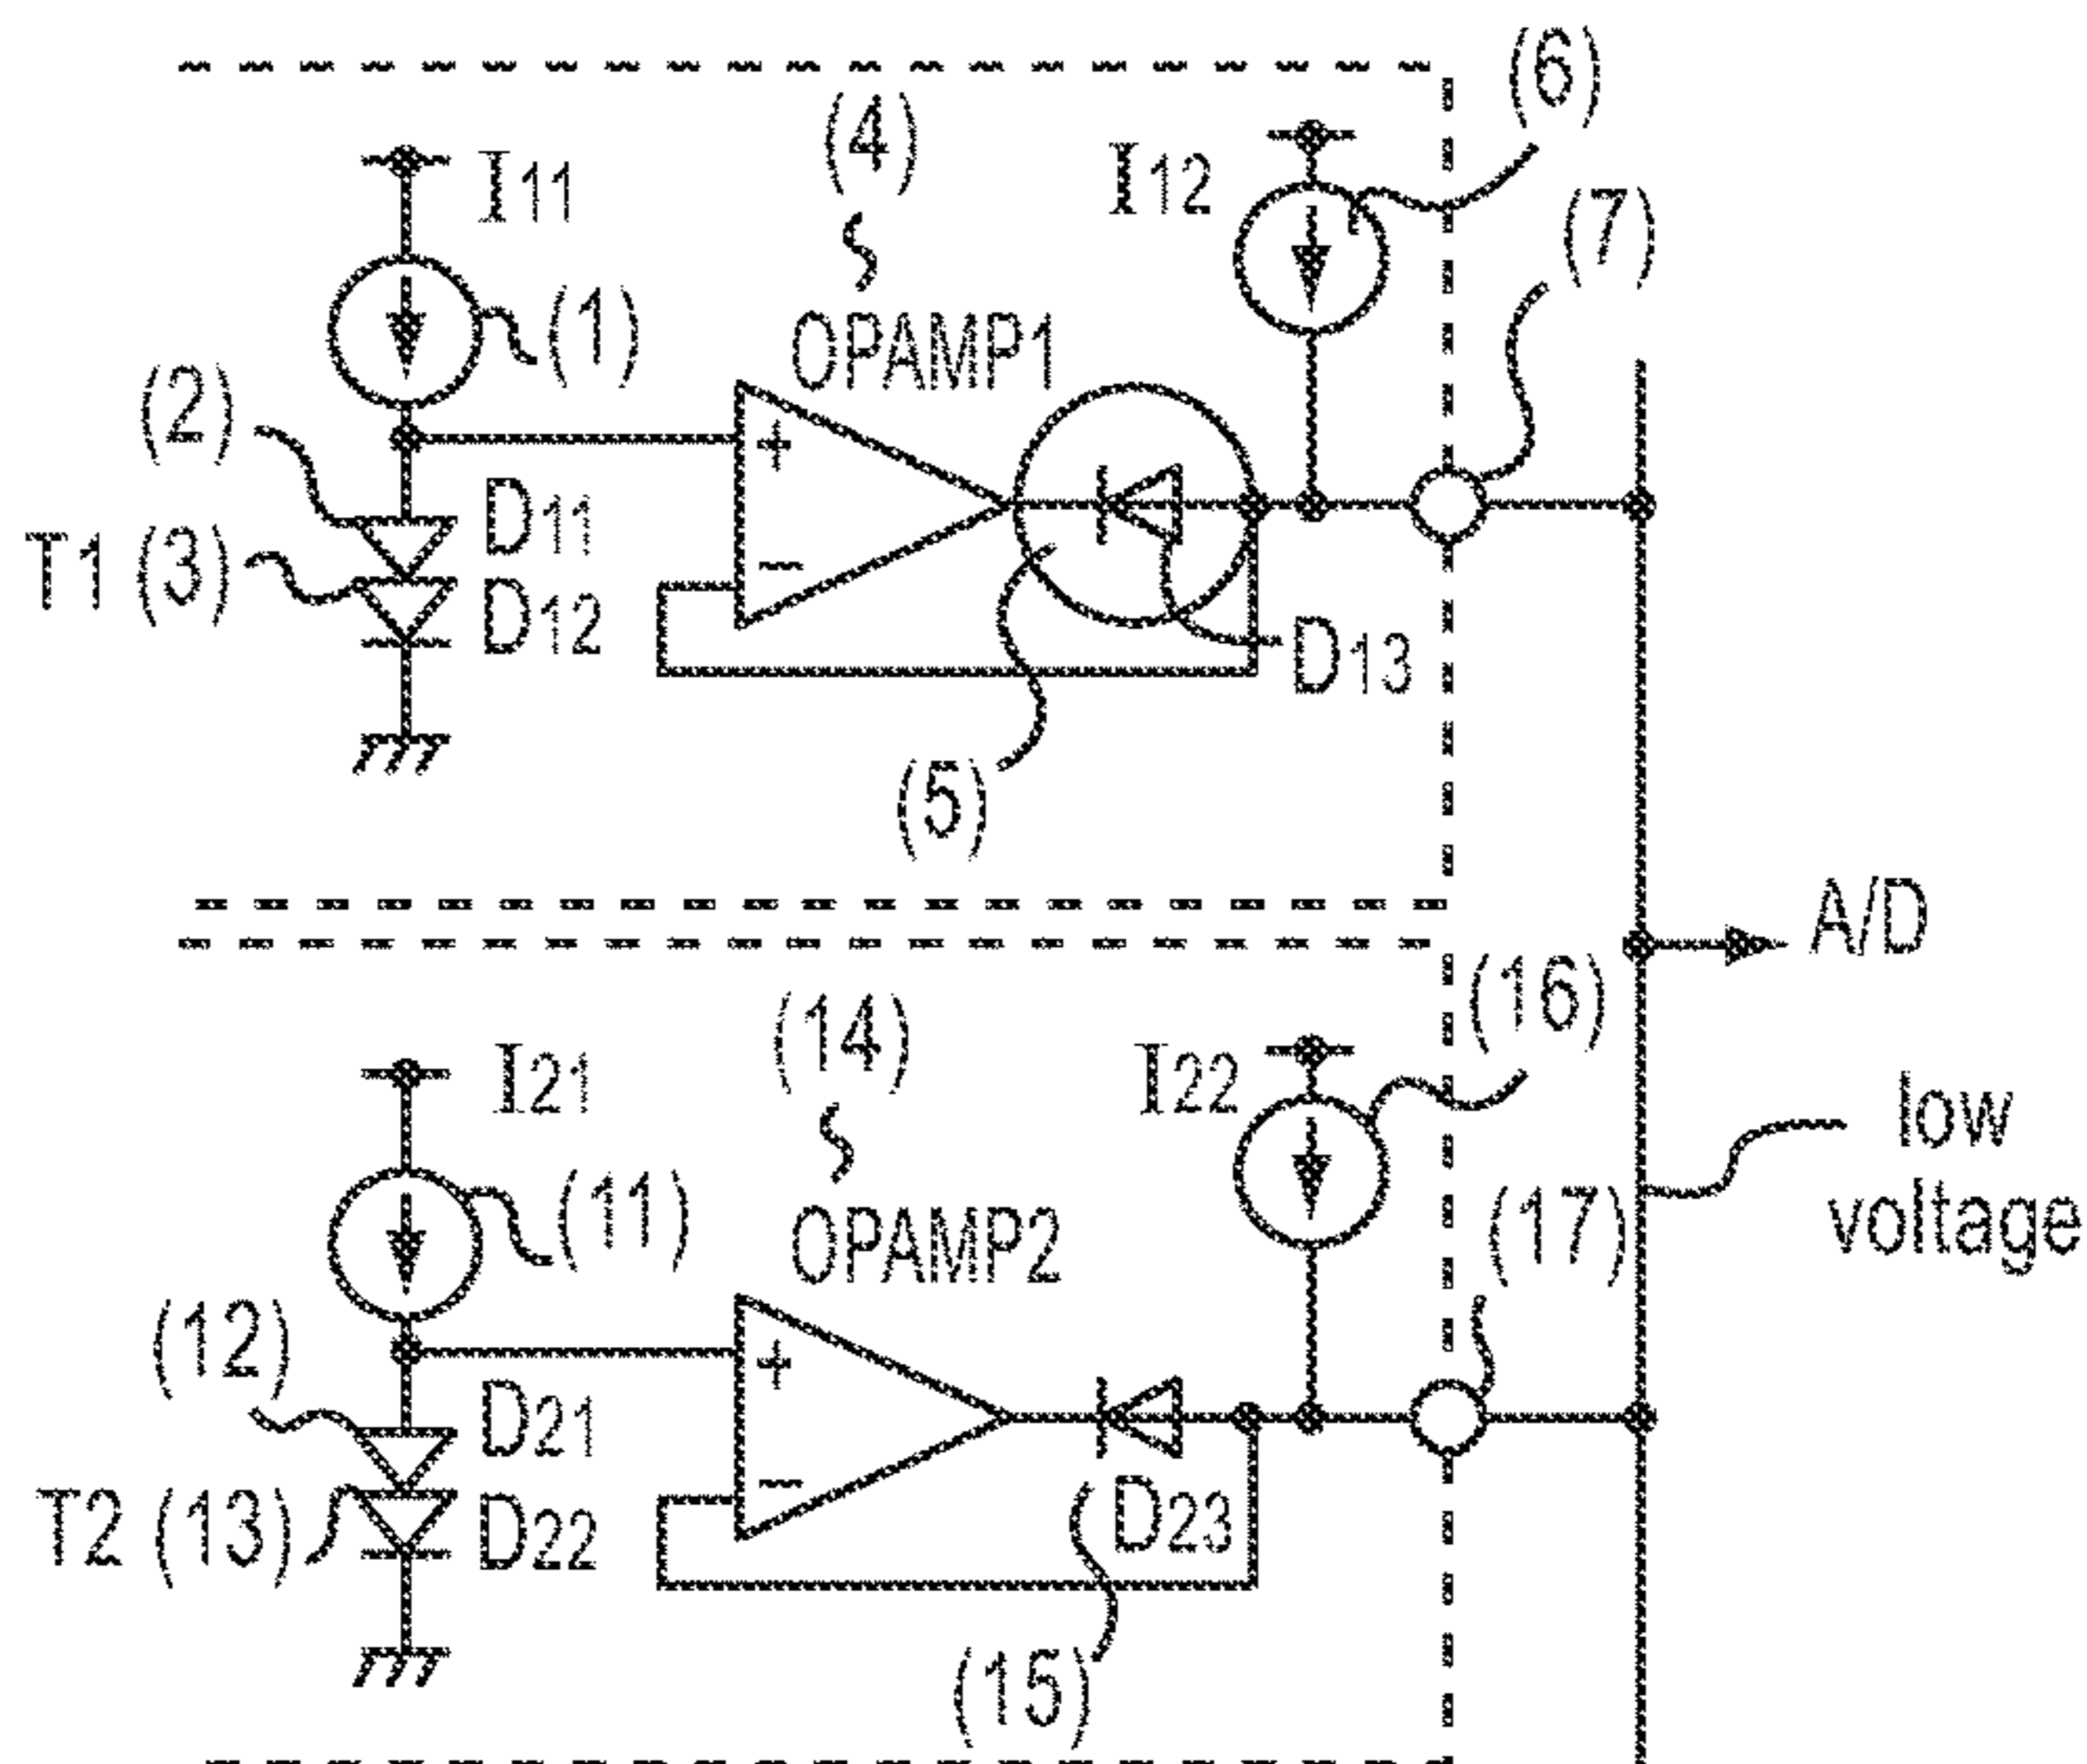 (6)
(4)
I11
I12
(7)
(1)
OPAMP1
(2)
+
D11
T1 (3)
−
D12
D13
(5)
A/D
(16)
(14)
I21
I22
low
voltage
(11)
(17)
OPAMP2
(12)
+
D21
−
D23
T2 (13)
D22
(15)